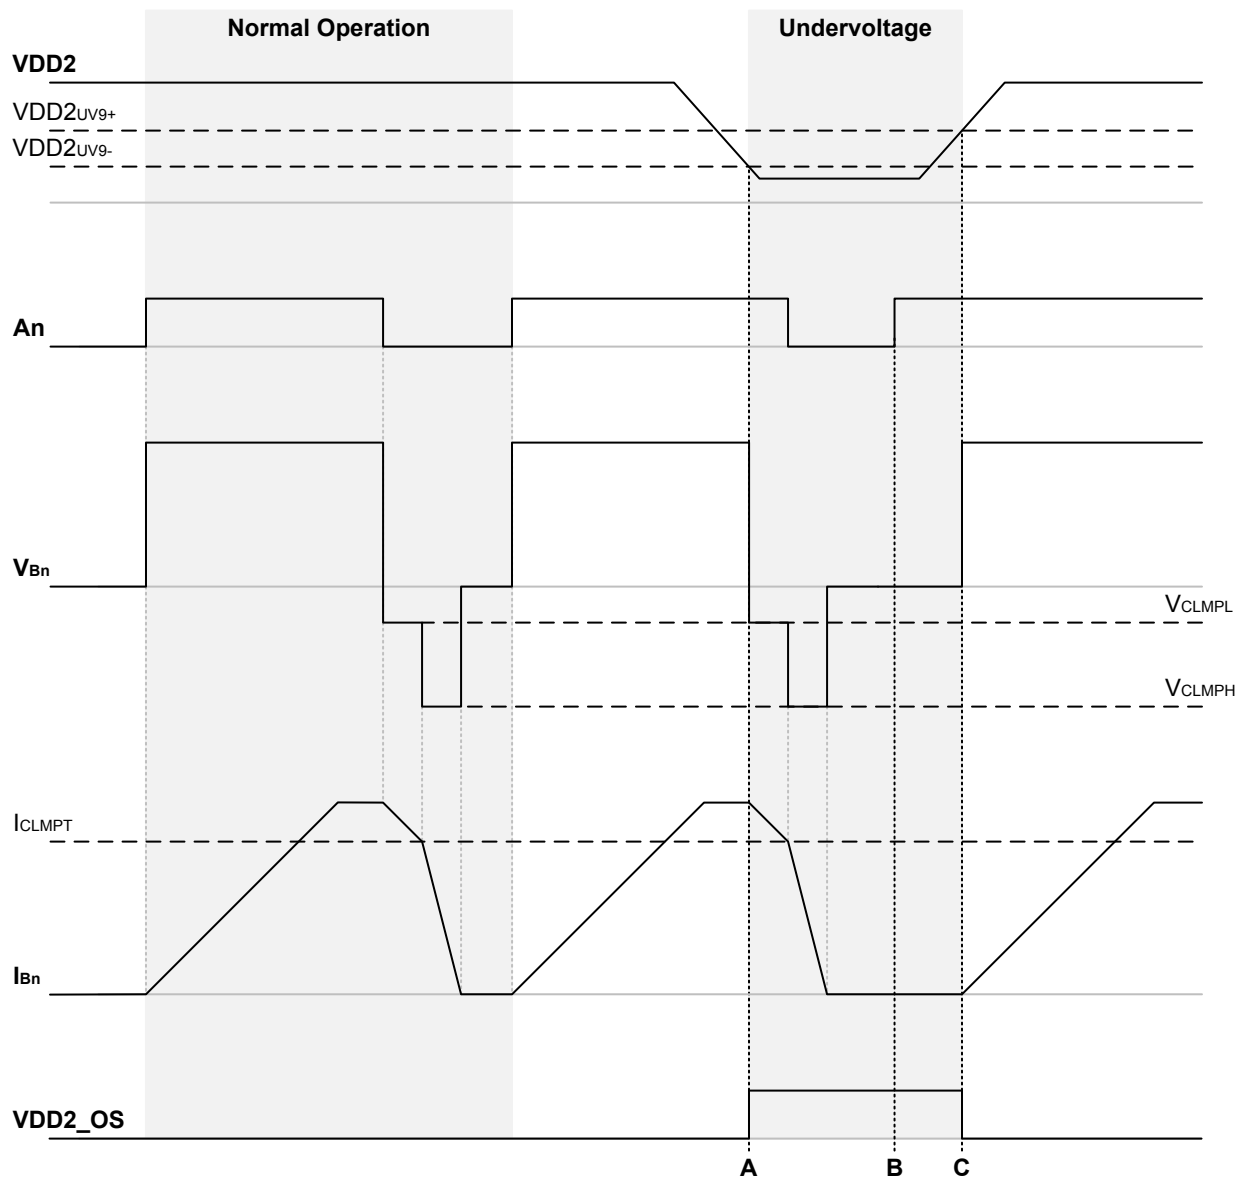 Normal Operation
Undervoltage
VDD2
VDD2UV9+
VDD2UV9-
An
VBn
VCLMPL
VCLMPH
ICLMPT
IBn
VDD2_OS
A
B
C